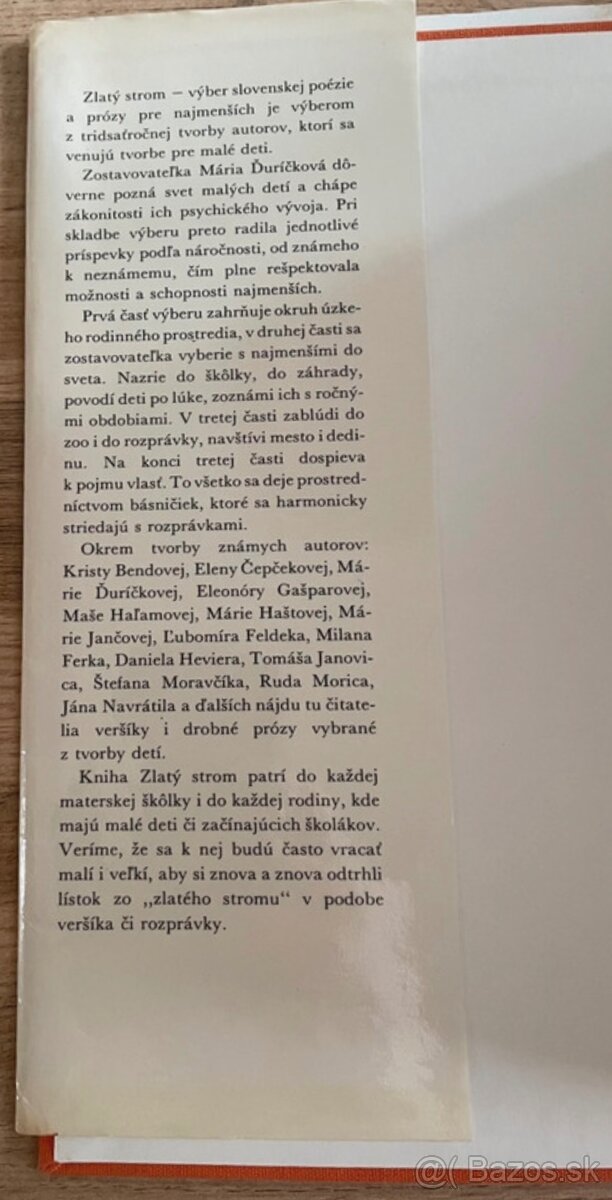 Zlatý strom – výber slovenskej poézie
a prózy pre najmenších je výberom
z tridsaťročnej tvorby autorov, ktorí sa
venujú tvorbe pre malé deti.
Zostavovateľka Mária Ďuríčková dô-
verne pozná svet malých detí a chápe
zákonitosti ich psychického vývoja. Pri
skladbe výberu preto radila jednotlivé
príspevky podľa náročnosti, od známeho
k neznámemu, čím plne rešpektovala
možnosti a schopnosti najmenších.
Prvá časť výberu zahrňuje okruh úzke-
ho rodinného prostredia, v druhej časti sa
zostavovateľka vyberie s najmenšími do
sveta. Nazrie do škôlky, do záhrady,
povodí deti po lúke, zoznámi ich s ročný-
mi obdobiami. V tretej časti zablúdi do
zoo i do rozprávky, navštívi mesto i dedi-
nu. Na konci tretej časti dospieva
k pojmu vlasť. To všetko sa deje prostred-
níctvom básničiek, ktoré sa harmonicky
striedajú s rozprávkami.
Okrem tvorby známych autorov:
Kristy Bendovej, Eleny Čepčekovej, Má-
rie Ďuríčkovej, Eleonóry Gašparovej,
Maše Haľamovej, Márie Haštovej, Má-
rie Jančovej, Ľubomíra Feldeka, Milana
Ferka, Daniela Heviera, Tomáša Janovi-
ca, Štefana Moravčíka, Ruda Morica,
Jána Navrátila a ďalších nájdu tu čitate-
lia veršíky i drobné prózy vybrané
z tvorby detí.
Kniha Zlatý strom patrí do každej
materskej škôlky i do každej rodiny, kde
majú malé deti či začínajúcich školákov.
Veríme, že sa k nej budú často vracať
malí i veľkí, aby si znova a znova odtrhli
lístok zo „zlatého stromu“ v podobe
veršíka či rozprávky.
@( Bazos.sk